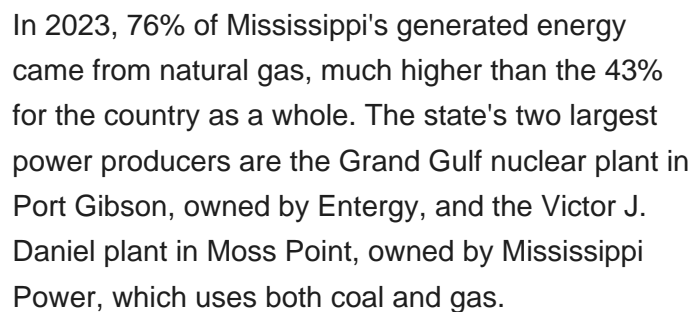 In 2023, 76% of Mississippi's generated energy
came from natural gas, much higher than the 43%
for the country as a whole. The state's two largest
power producers are the Grand Gulf nuclear plant in
Port Gibson, owned by Entergy, and the Victor J.
Daniel plant in Moss Point, owned by Mississippi
Power, which uses both coal and gas.